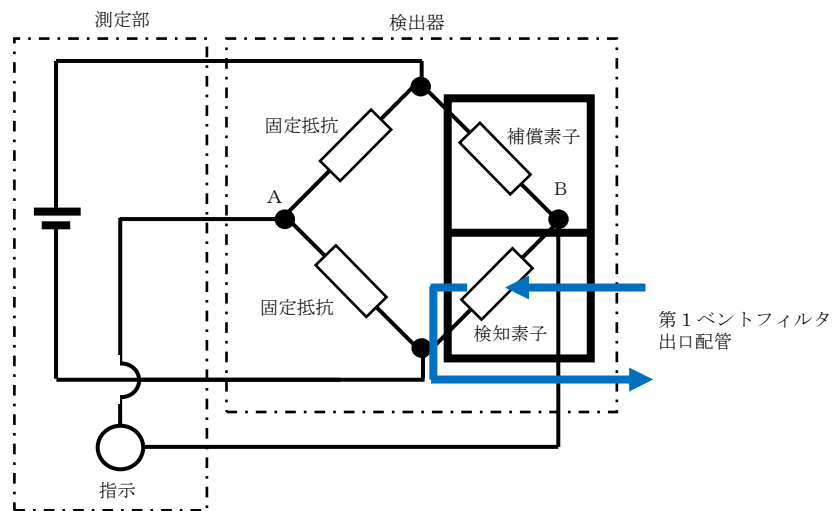 測定部
検出器
固定抵抗
補償素子
A
B
固定抵抗
検知素子
第１ベントフィルタ
出口配管
指示